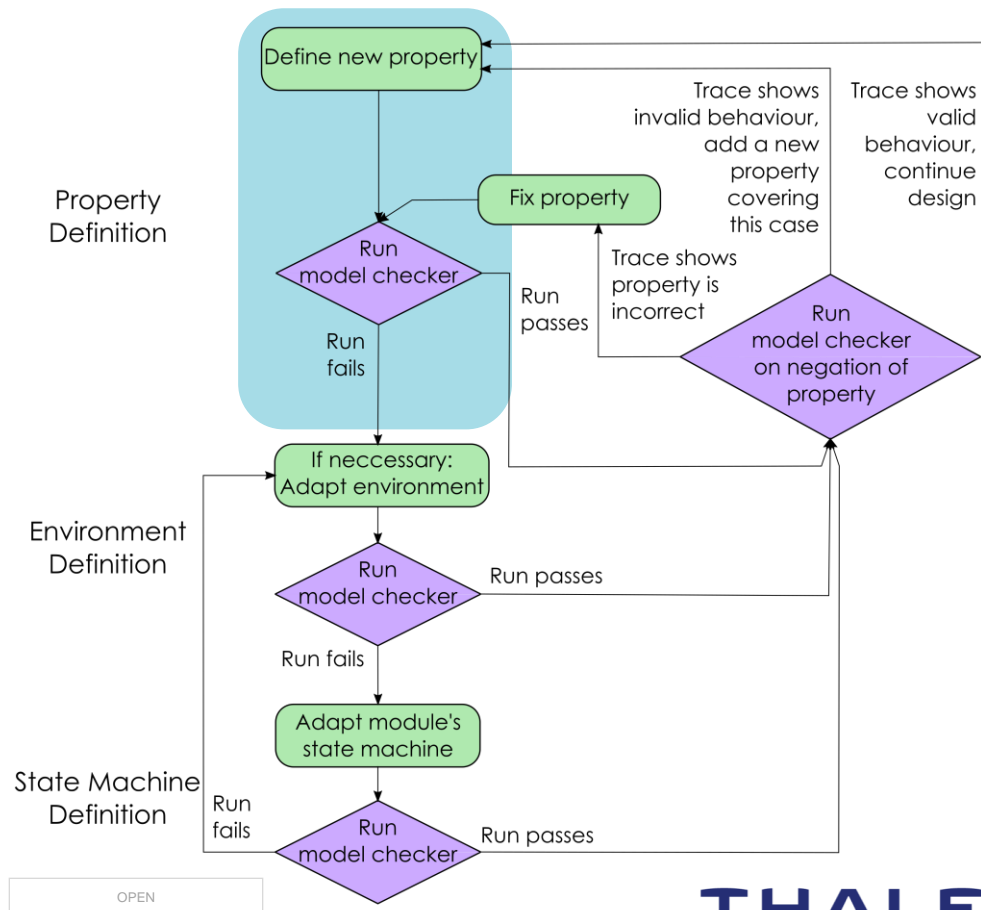 Define new property
Trace shows
invalid behaviour,
add a new
property
covering
this case
Trace shows
valid
behaviour,
continue
design
Property
Definition
Fix property
Run
model checker
Trace shows
property is
incorrect
Run
passes
Run
fails
Run
model checker
on negation of
property
If neccessary:
Adapt environment
Environment
Definition
Run
model checker
Run passes
Run fails
Adapt module's
state machine
State Machine
Definition
Run
fails
Run
model checker
Run passes
OPEN
THALE